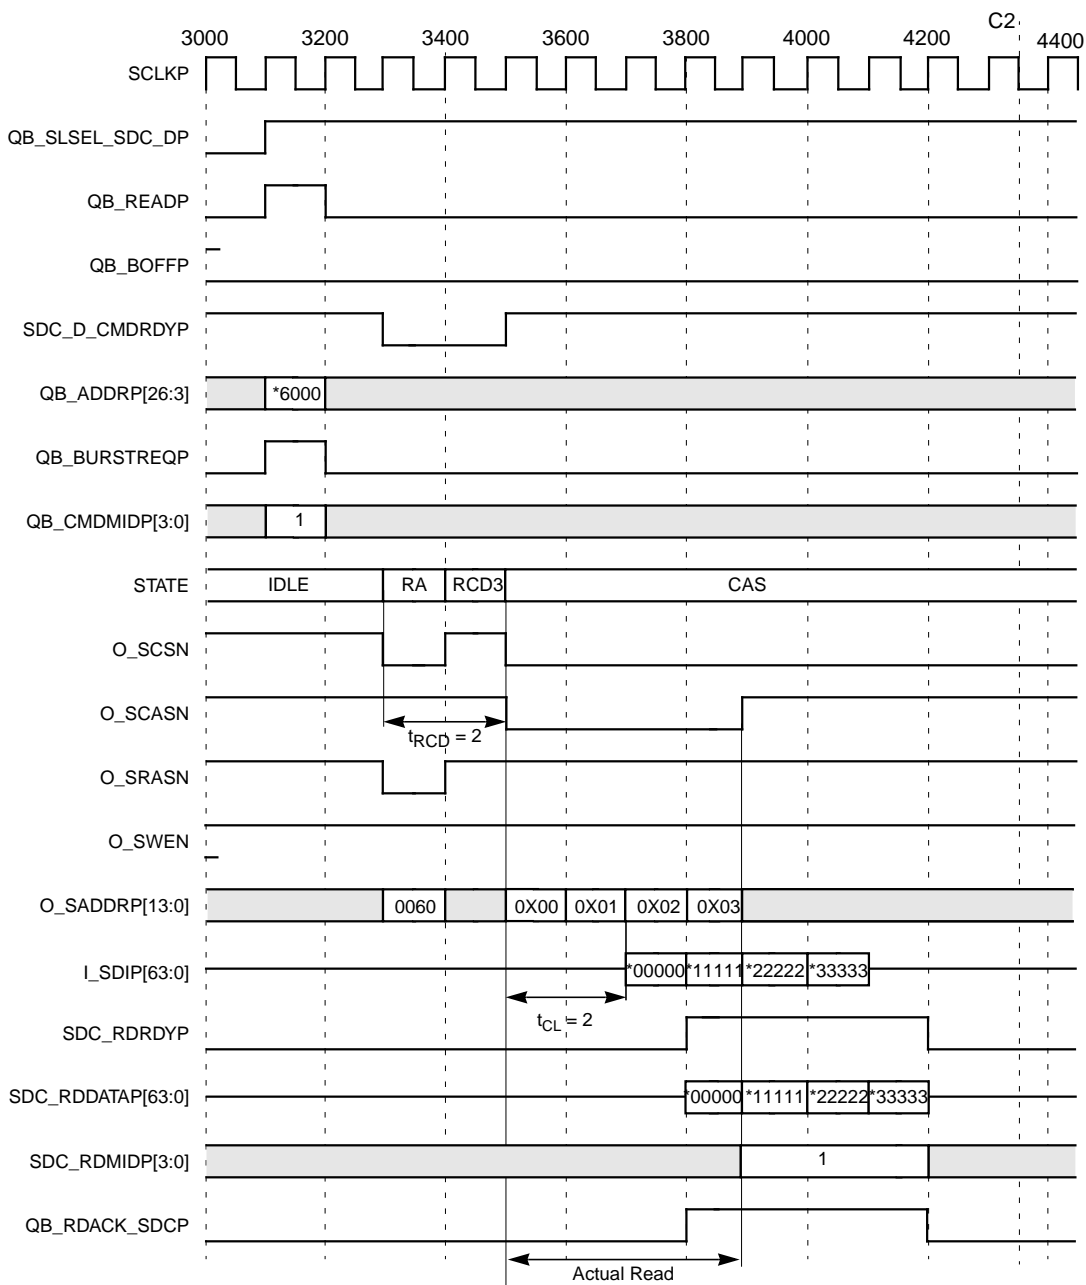 C2
3000 3200 3400 3600 3800 4000 4200 4400
SCLKP
QB_SLSEL_SDC_DP
QB_READP
QB_BOFFP
SDC_D_CMDRDYP
QB_ADDRP[26:3] *6000
QB_BURSTREQP
QB_CMDMIDP[3:0] 1
STATE IDLE RA RCD3 CAS
O_SCSN
O_SCASN
tRCD = 2
O_SRASN
O_SWEN
O_SADDRP[13:0] 0060 0X00 0X01 0X02 0X03
I_SDIP[63:0] *00000 *11111 *22222 *33333
tCL = 2
SDC_RDRDYP
SDC_RDDATAP[63:0] *00000 *11111 *22222 *33333
SDC_RDMIDP[3:0] 1
QB_RDACK_SDCP
Actual Read